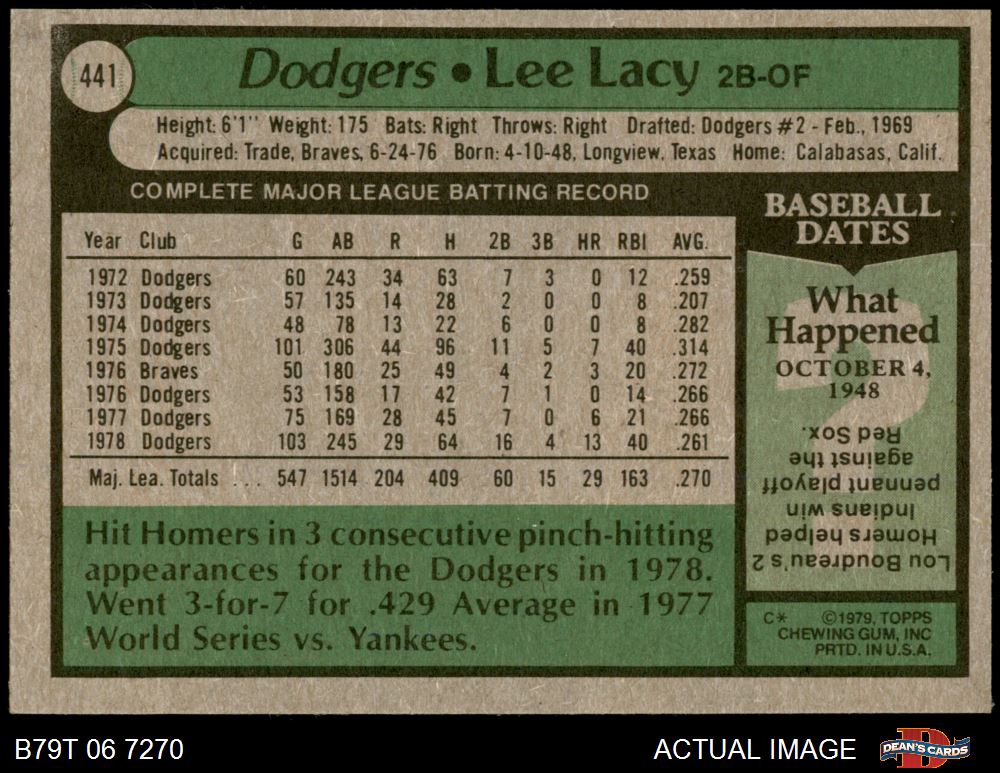 441
Dodgers • Lee Lacy 2B-OF
Height: 6'1" Weight: 175 Bats: Right Throws: Right Drafted: Dodgers #2 - Feb., 1969
Acquired: Trade, Braves, 6-24-76 Born: 4-10-48, Longview, Texas Home: Calabasas, Calif.
COMPLETE MAJOR LEAGUE BATTING RECORD
Year Club G AB R H 2B 3B HR RBI AVG.
1972 Dodgers 60 243 34 63 7 3 0 12 .259
1973 Dodgers 57 135 14 28 2 0 0 8 .207
1974 Dodgers 48 78 13 22 6 0 0 8 .282
1975 Dodgers 101 306 44 96 11 5 7 40 .314
1976 Braves 50 180 25 49 4 2 3 20 .272
1976 Dodgers 53 158 17 42 7 1 0 14 .266
1977 Dodgers 75 169 28 45 7 0 6 21 .266
1978 Dodgers 103 245 29 64 16 4 13 40 .261
Maj. Lea. Totals ... 547 1514 204 409 60 15 29 163 .270
Hit Homers in 3 consecutive pinch-hitting
appearances for the Dodgers in 1978.
Went 3-for-7 for .429 Average in 1977
World Series vs. Yankees.
BASEBALL
DATES
What
Happened
OCTOBER 4,
1948
Lou Boudreau's 2
Homers helped
Indians win
pennant playoff
against the
Red Sox.
C* ©1979, TOPPS
CHEWING GUM, INC
PRTD. IN U.S.A.
B79T 06 7270
ACTUAL IMAGE
DEAN'S CARDS